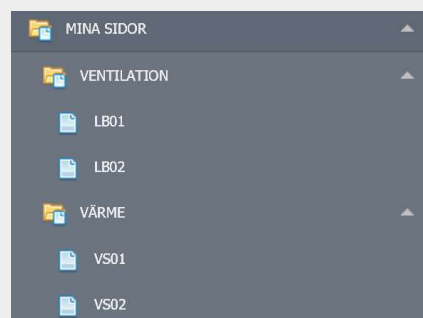 MINA SIDOR
VENTILATION
LB01
LB02
VÄRME
VS01
VS02